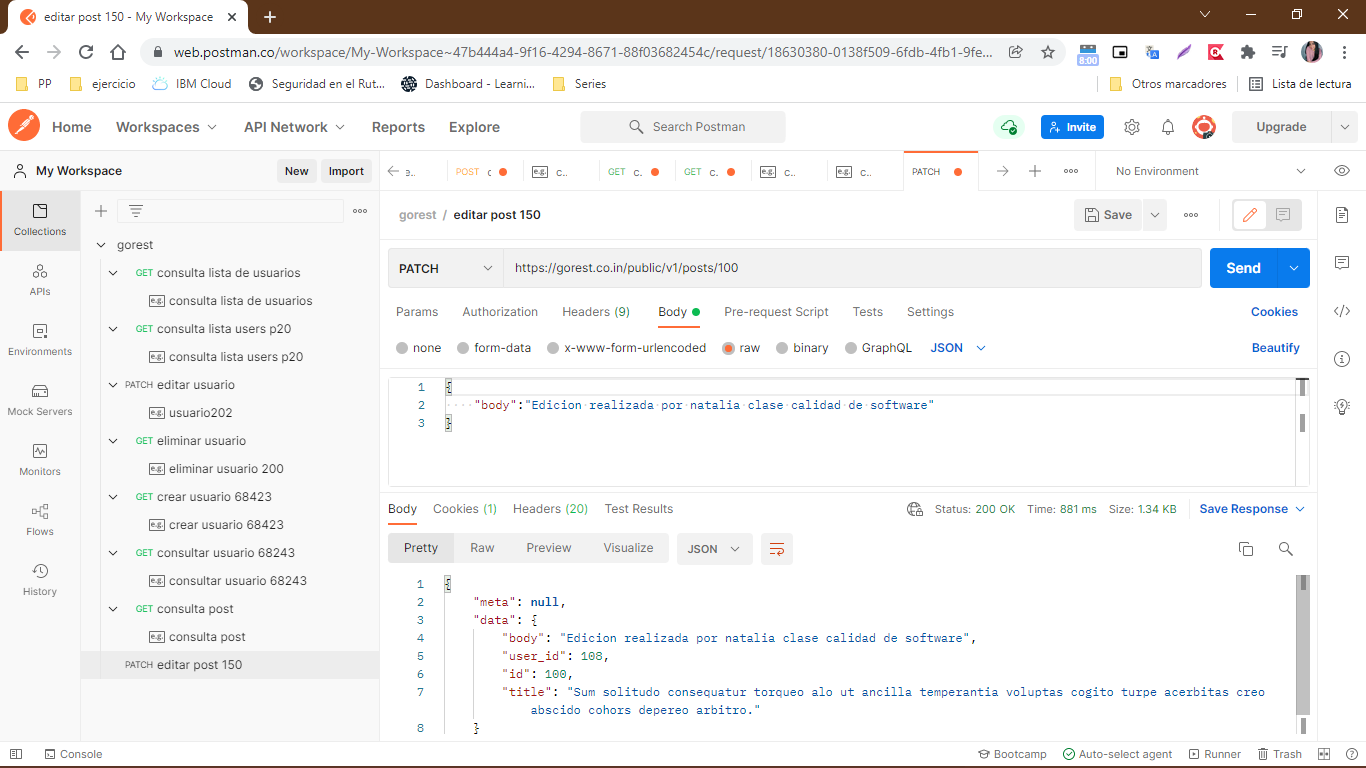 editar post 150 - My Workspace
web.postman.co/workspace/My-Workspace~47b444a4-9f16-4294-8671-88f03682454c/request/18630380-0138f509-6fdb-4fb1-9fe...
8:00
PP ejercicio IBM Cloud Seguridad en el Rut... Dashboard - Learni... Series Otros marcadores Lista de lectura
Home Workspaces API Network Reports Explore Search Postman Invite Upgrade
My Workspace New Import
e.. POST c e.g. c.. GET c. GET c. e.g. c.. e.g. c.. PATCH No Environment
Collections
APIs
Environments
Mock Servers
Monitors
Flows
History
gorest
GET consulta lista de usuarios
e.g. consulta lista de usuarios
GET consulta lista users p20
e.g. consulta lista users p20
PATCH editar usuario
e.g. usuario202
GET eliminar usuario
e.g. eliminar usuario 200
GET crear usuario 68423
e.g. crear usuario 68423
GET consultar usuario 68243
e.g. consultar usuario 68243
GET consulta post
e.g. consulta post
PATCH editar post 150
gorest / editar post 150 Save
PATCH https://gorest.co.in/public/v1/posts/100 Send
Params Authorization Headers (9) Body Pre-request Script Tests Settings Cookies
none form-data x-www-form-urlencoded raw binary GraphQL JSON Beautify
1 {
2 "body":"Edicion realizada por natalia clase calidad de software"
3 }
Body Cookies (1) Headers (20) Test Results Status: 200 OK Time: 881 ms Size: 1.34 KB Save Response
Pretty Raw Preview Visualize JSON
1 {
2 "meta": null,
3 "data": {
4 "body": "Edicion realizada por natalia clase calidad de software",
5 "user_id": 108,
6 "id": 100,
7 "title": "Sum solitudo consequatur torqueo alo ut ancilla temperantia voluptas cogito turpe acerbitas creo
abscido cohors depereo arbitro."
8 }
Console Bootcamp Auto-select agent Runner Trash